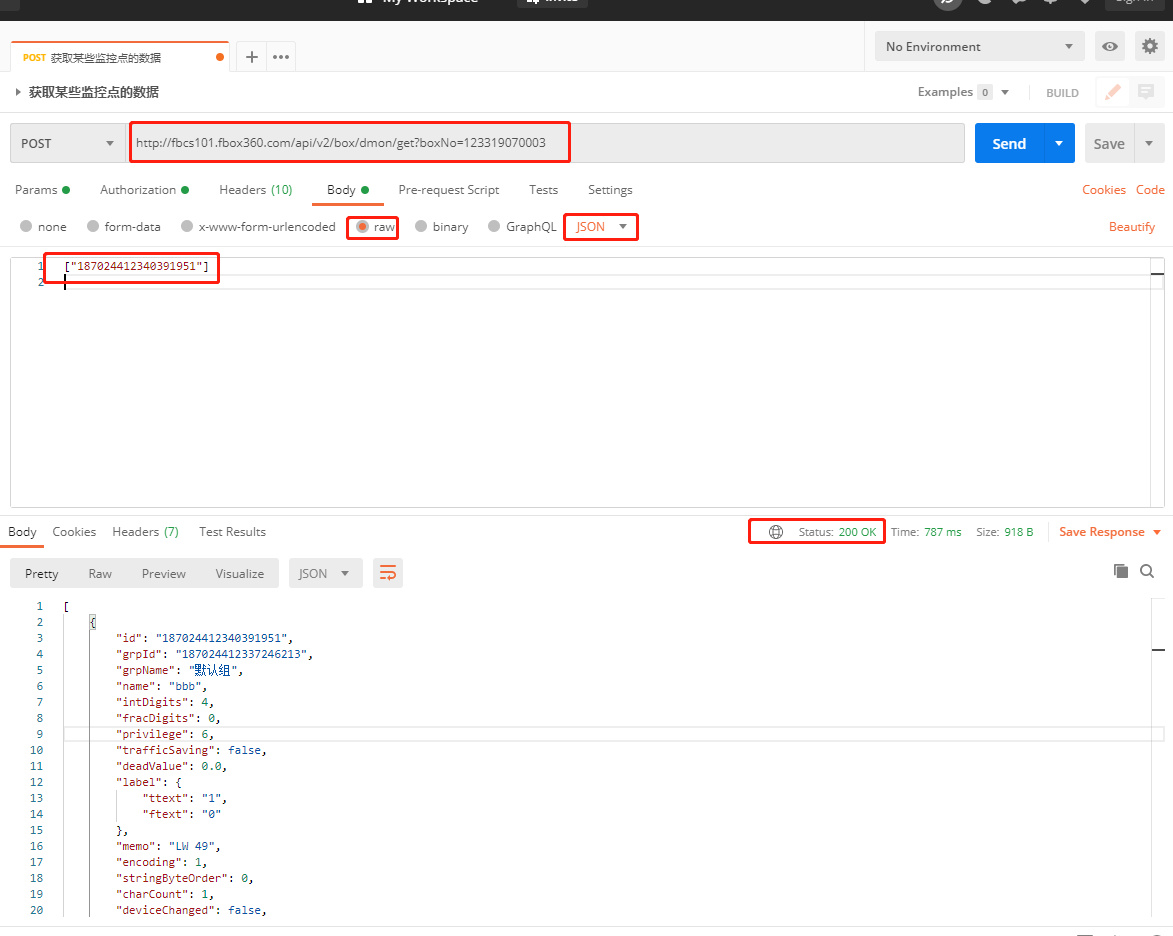 My Workspace Invite Sign In
POST 获取某些监控点的数据
No Environment
获取某些监控点的数据
Examples 0 BUILD
POST http://fbcs101.fbox360.com/api/v2/box/dmon/get?boxNo=123319070003 Send Save
Params Authorization Headers (10) Body Pre-request Script Tests Settings Cookies Code
none form-data x-www-form-urlencoded raw binary GraphQL JSON Beautify
1 ["187024412340391951"]
2
Body Cookies Headers (7) Test Results Status: 200 OK Time: 787 ms Size: 918 B Save Response
Pretty Raw Preview Visualize JSON
1 [
2 {
3 "id": "187024412340391951",
4 "grpId": "187024412337246213",
5 "grpName": "默认组",
6 "name": "bbb",
7 "intDigits": 4,
8 "fracDigits": 0,
9 "privilege": 6,
10 "trafficSaving": false,
11 "deadValue": 0.0,
12 "label": {
13 "ttext": "1",
14 "ftext": "0"
15 },
16 "memo": "LW 49",
17 "encoding": 1,
18 "stringByteOrder": 0,
19 "charCount": 1,
20 "deviceChanged": false,